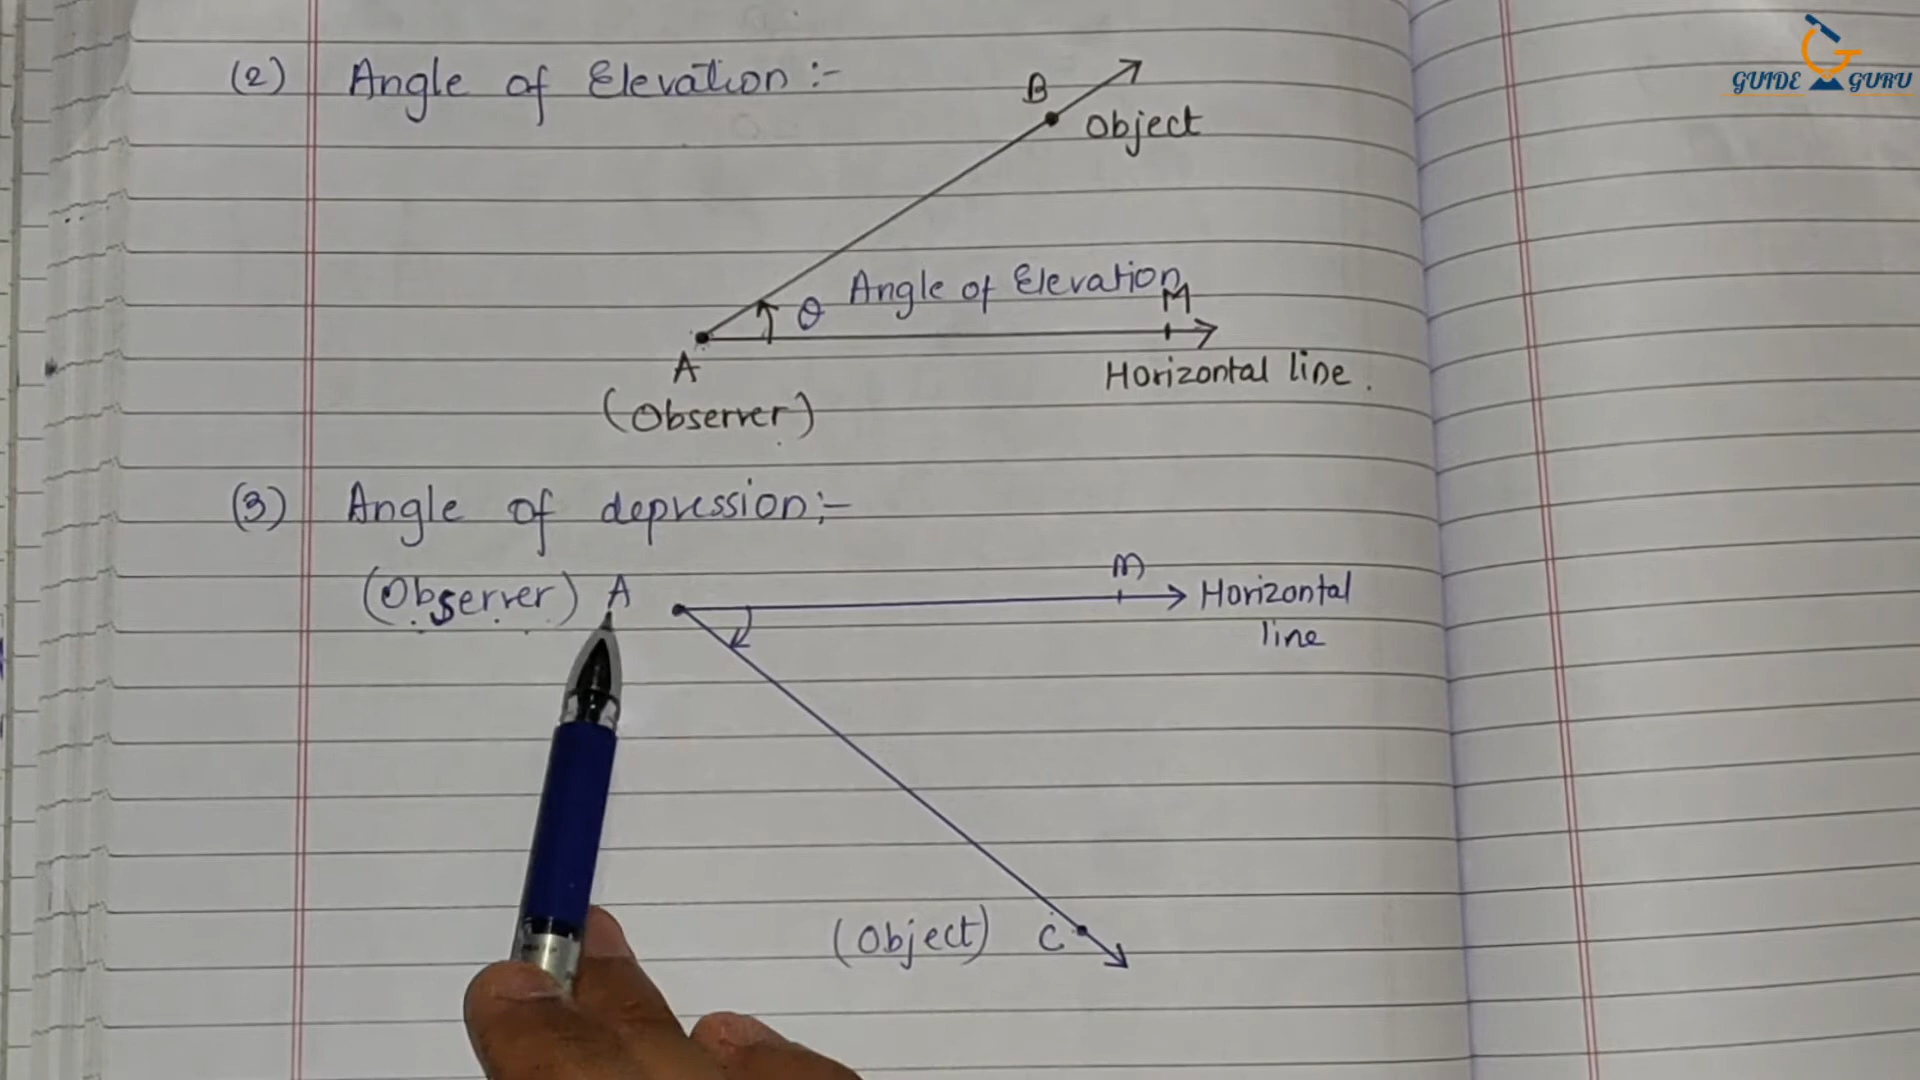 GUIDE GURU
(2) Angle of Elevation :-
B
Object
θ Angle of Elevation
M
A
Horizontal line.
(Observer)
(3) Angle of depression :-
(Observer) A
M
Horizontal
line
(Object) C